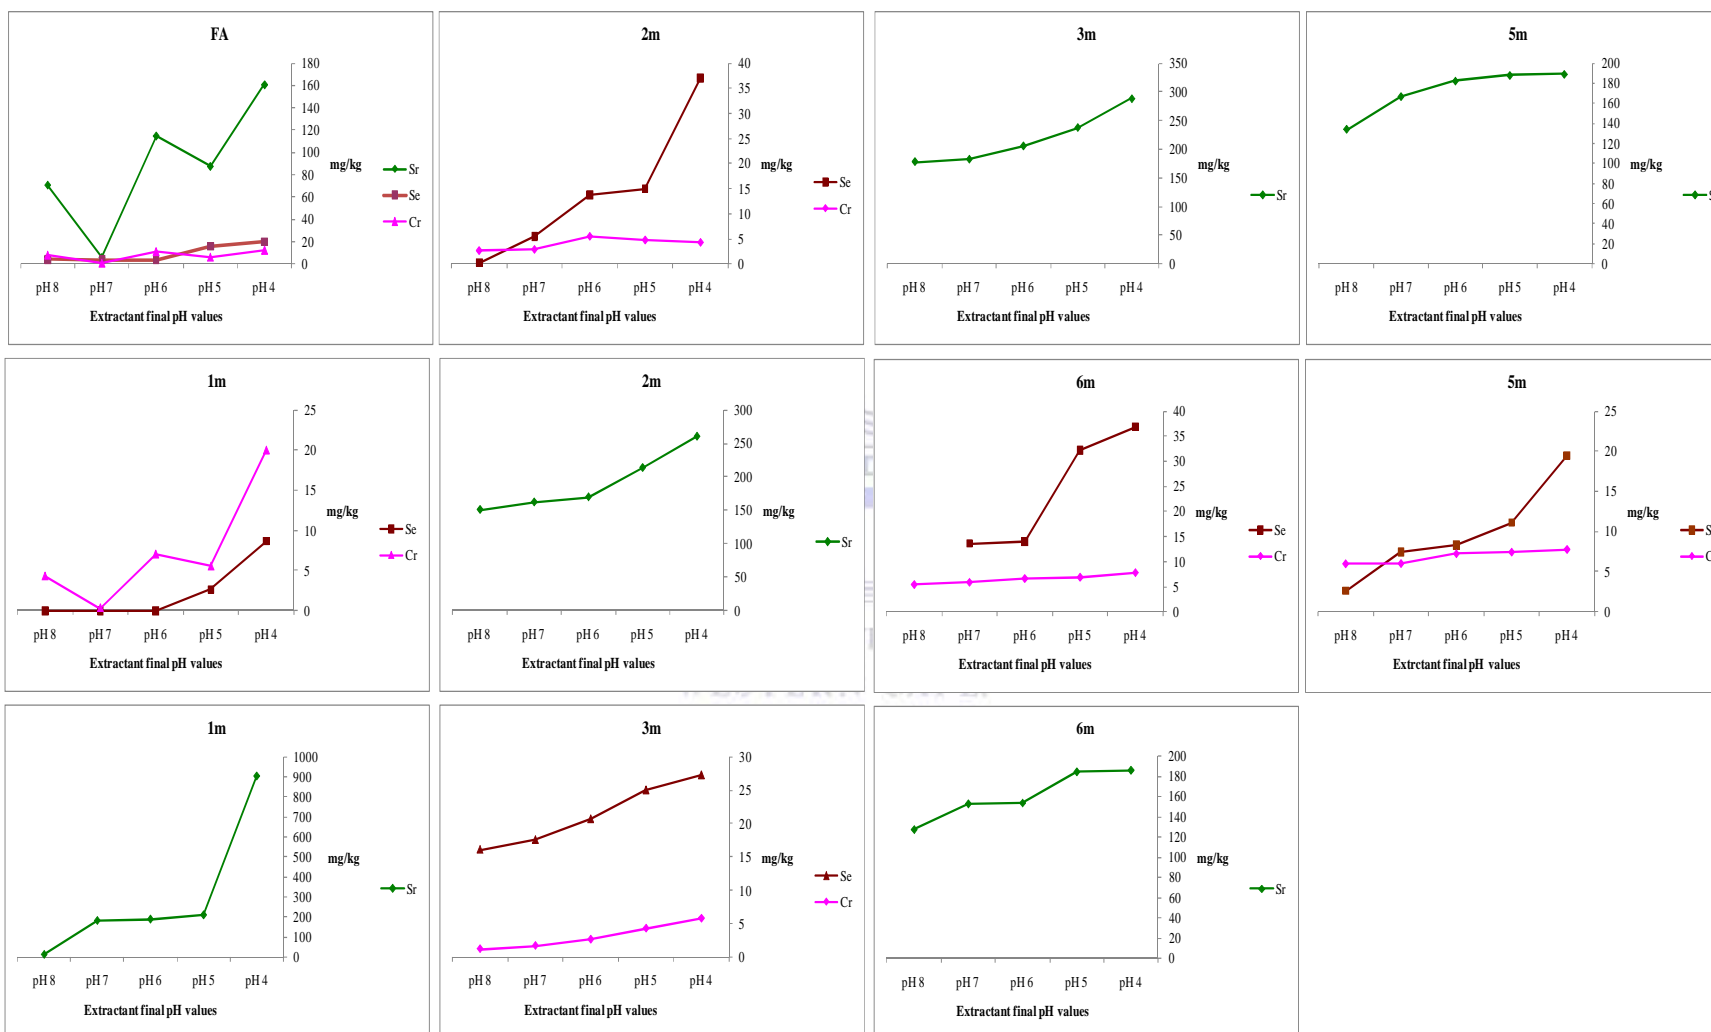 FA
180
160
140
120
100
80
60
40
20
0
mg/kg
Sr
Se
Cr
pH 8 pH 7 pH 6 pH 5 pH 4
Extractant final pH values
2m
40
35
30
25
20
15
10
5
0
mg/kg
Se
Cr
pH 8 pH 7 pH 6 pH 5 pH 4
Extractant final pH values
3m
350
300
250
200
150
100
50
0
mg/kg
Sr
pH 8 pH 7 pH 6 pH 5 pH 4
Extractant final pH values
5m
200
180
160
140
120
100
80
60
40
20
0
mg/kg
pH 8 pH 7 pH 6 pH 5 pH 4
Extractant final pH values
1m
25
20
15
10
5
0
mg/kg
Se
Cr
pH 8 pH 7 pH 6 pH 5 pH 4
Extractant final pH values
2m
300
250
200
150
100
50
0
mg/kg
Sr
pH 8 pH 7 pH 6 pH 5 pH 4
Extractant final pH values
6m
40
35
30
25
20
15
10
5
0
mg/kg
Se
Cr
pH 8 pH 7 pH 6 pH 5 pH 4
Extractant final pH values
5m
25
20
15
10
5
0
mg/kg
pH 8 pH 7 pH 6 pH 5 pH 4
Extrctant final pH values
1m
1000
900
800
700
600
500
400
300
200
100
0
mg/kg
Sr
pH 8 pH 7 pH 6 pH 5 pH 4
Extractant final pH values
3m
30
25
20
15
10
5
0
mg/kg
Se
Cr
pH 8 pH 7 pH 6 pH 5 pH 4
Extractant final pH values
6m
200
180
160
140
120
100
80
60
40
20
0
mg/kg
Sr
pH 8 pH 7 pH 6 pH 5 pH 4
Extractant final pH values